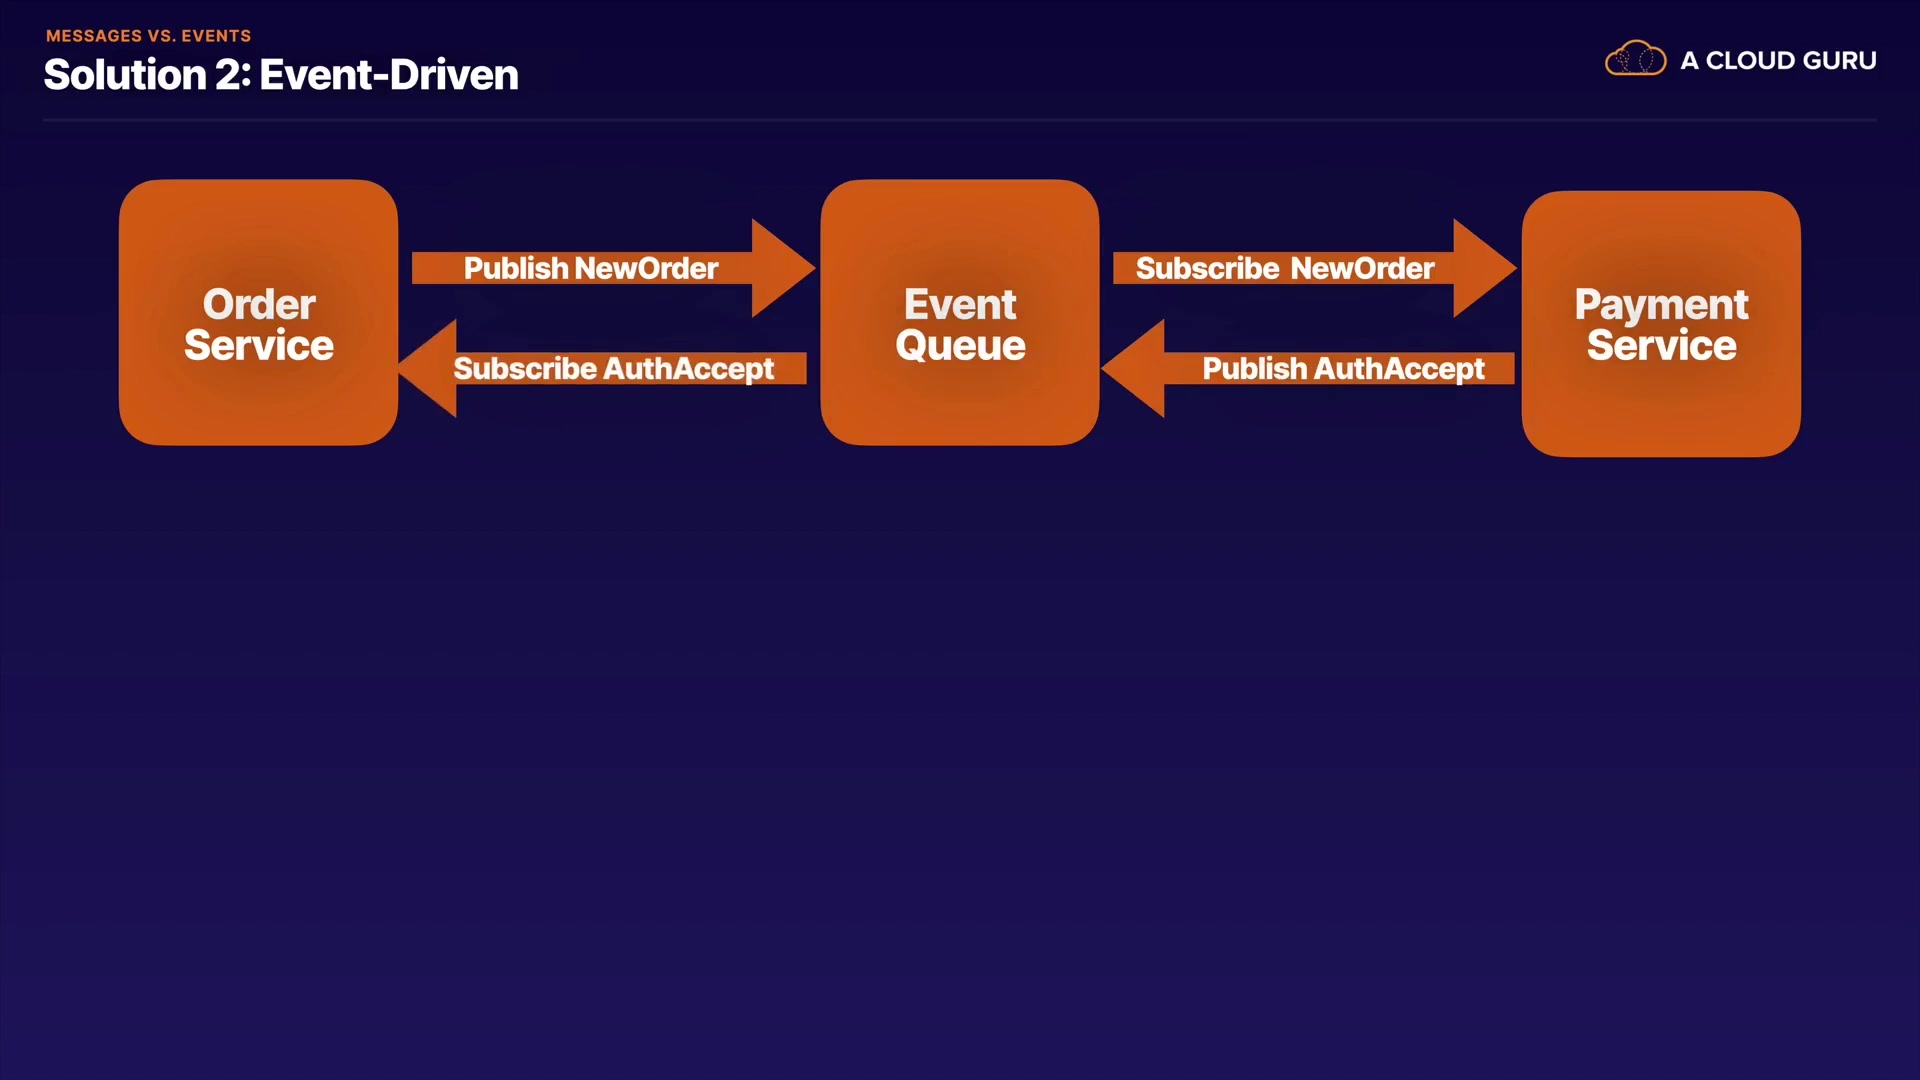 MESSAGES VS. EVENTS
Solution 2: Event-Driven
A CLOUD GURU
Order
Service
Publish NewOrder
Subscribe AuthAccept
Event
Queue
Subscribe NewOrder
Publish AuthAccept
Payment
Service